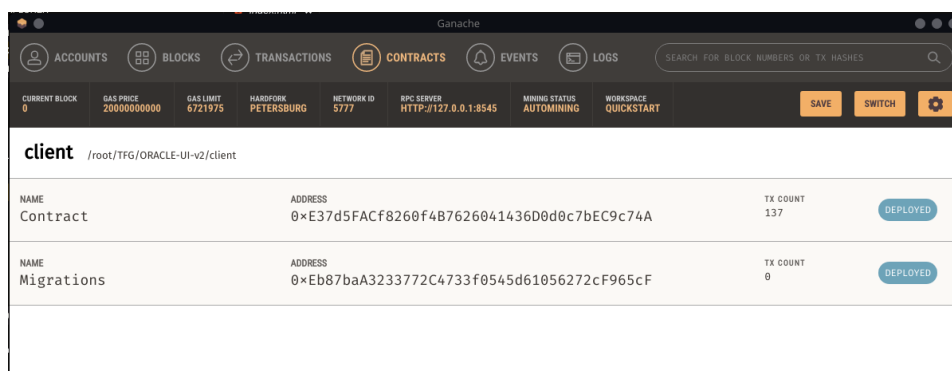 Ganache
ACCOUNTS BLOCKS TRANSACTIONS CONTRACTS EVENTS LOGS SEARCH FOR BLOCK NUMBERS OR TX HASHES
CURRENT BLOCK GAS PRICE GAS LIMIT HARDFORK NETWORK ID RPC SERVER MINING STATUS WORKSPACE
0 20000000000 6721975 PETERSBURG 5777 HTTP://127.0.0.1:8545 AUTOMINING QUICKSTART SAVE SWITCH
client /root/TFG/ORACLE-UI-v2/client
NAME ADDRESS TX COUNT
Contract 0×E37d5FACf8260f4B7626041436D0d0c7bEC9c74A 137 DEPLOYED
NAME ADDRESS TX COUNT
Migrations 0×Eb87baA3233772C4733f0545d61056272cF965cF 0 DEPLOYED